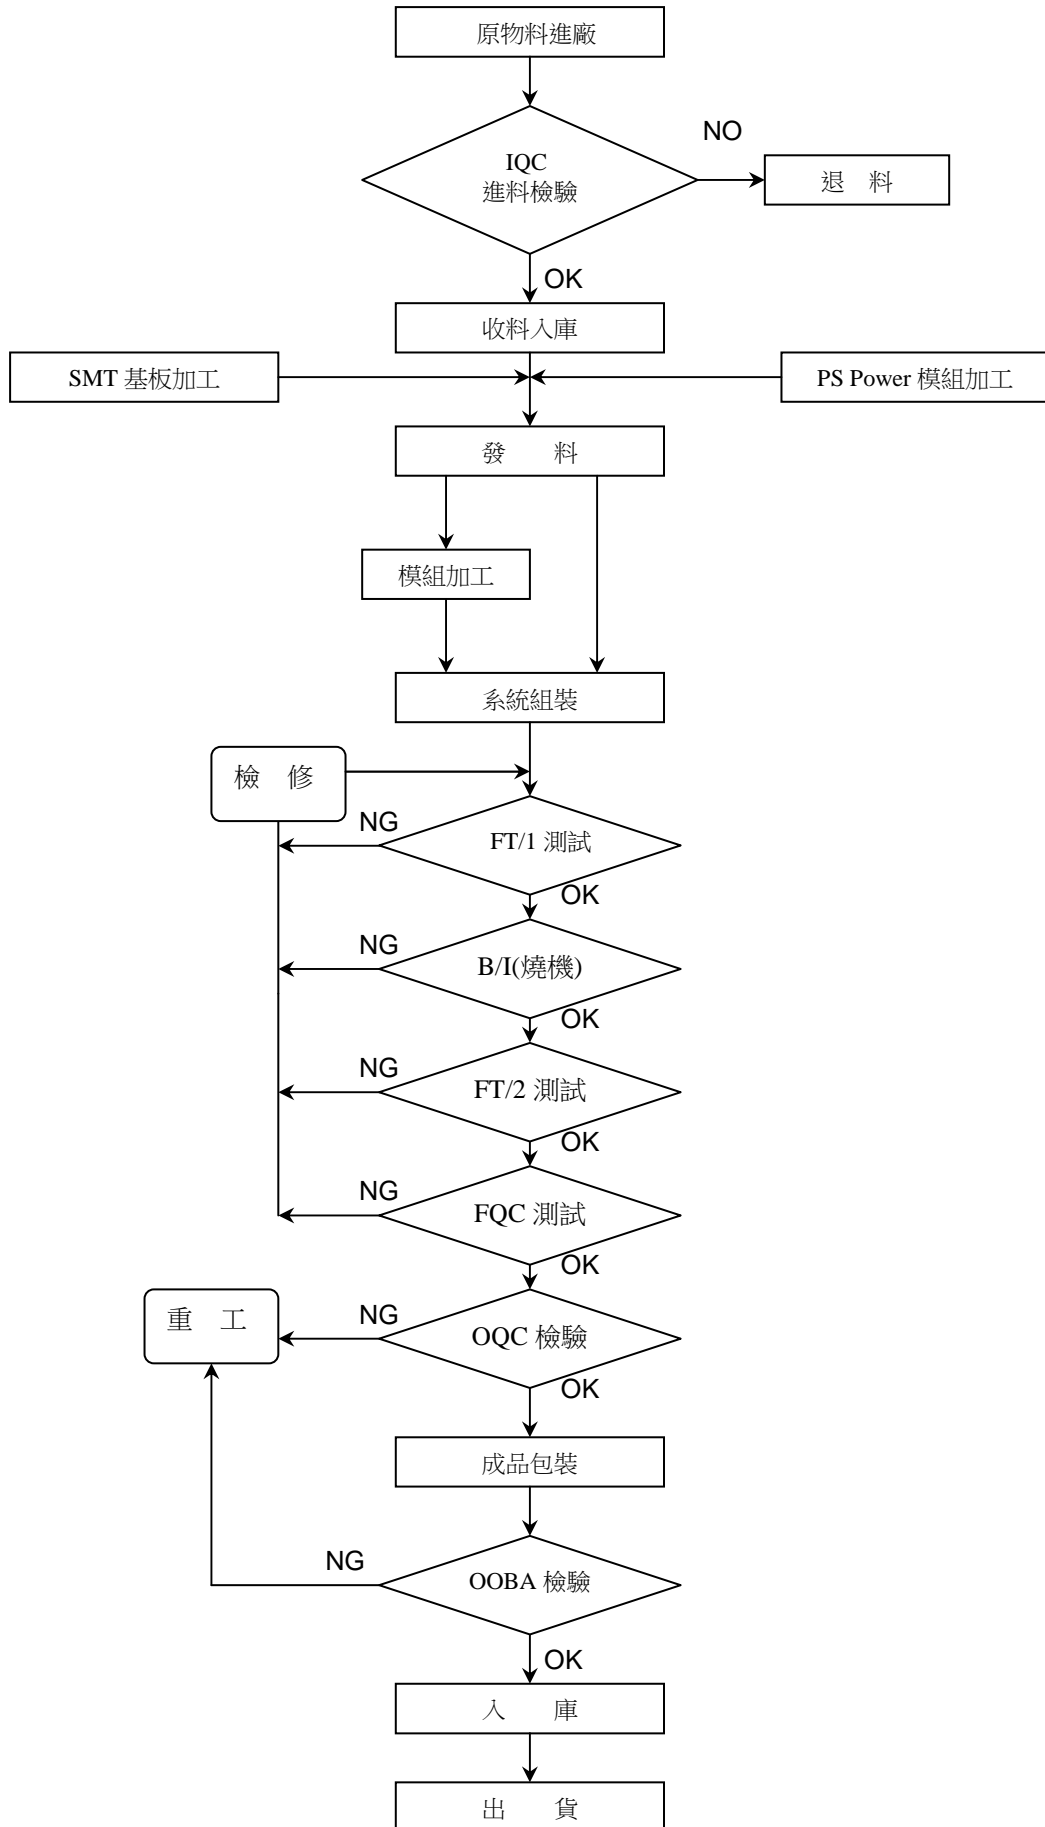 原物料進廠
NO
IQC
進料檢驗
退　料
OK
收料入庫
SMT 基板加工
PS Power 模組加工
發　　料
模組加工
系統組裝
檢　修
NG
FT/1 測試
OK
NG
B/I(燒機)
OK
NG
FT/2 測試
OK
NG
FQC 測試
OK
重　工
NG
OQC 檢驗
OK
成品包裝
NG
OOBA 檢驗
OK
入　　庫
出　　貨